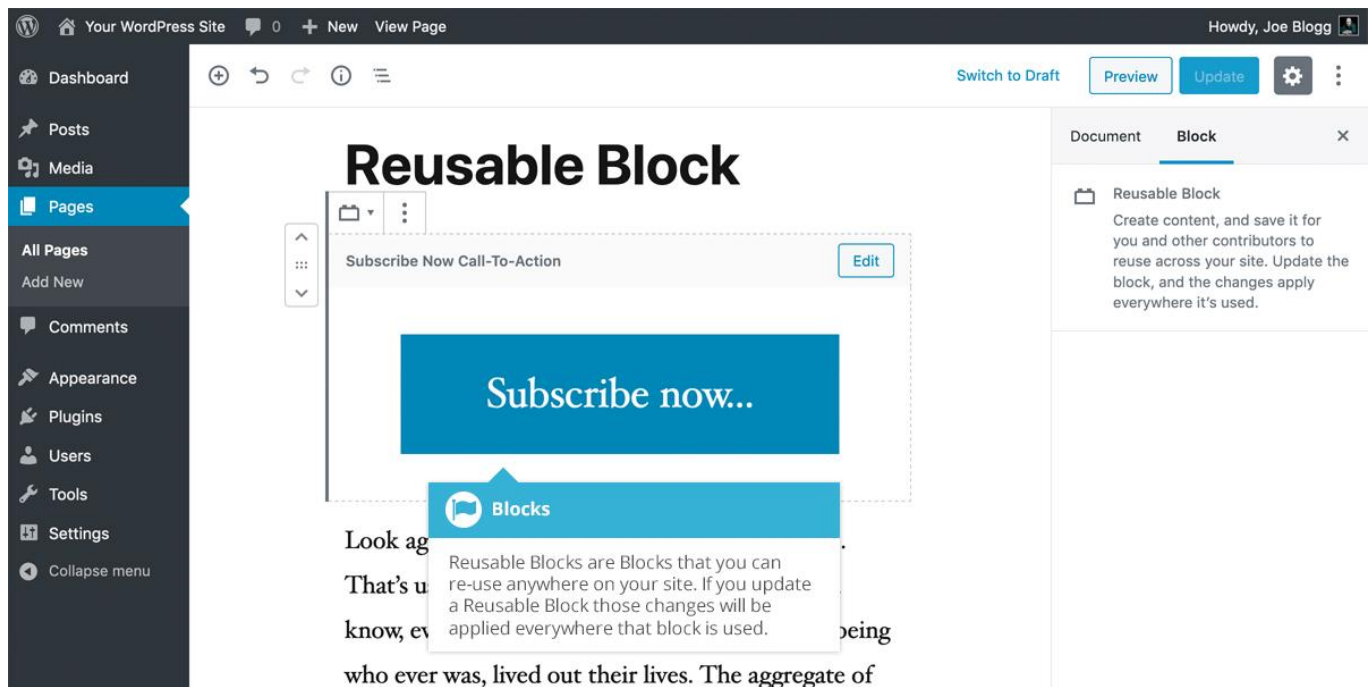 Your WordPress Site 0 New View Page Howdy, Joe Blogg
Dashboard
Posts
Media
Pages
All Pages
Add New
Comments
Appearance
Plugins
Users
Tools
Settings
Collapse menu
Switch to Draft Preview Update
Reusable Block
Subscribe Now Call-To-Action Edit
Subscribe now...
Blocks
Reusable Blocks are Blocks that you can
re-use anywhere on your site. If you update
a Reusable Block those changes will be
applied everywhere that block is used.
Look
That's
know, being
who ever was, lived out their lives. The aggregate of
Document Block
Reusable Block
Create content, and save it for
you and other contributors to
reuse across your site. Update the
block, and the changes apply
everywhere it's used.